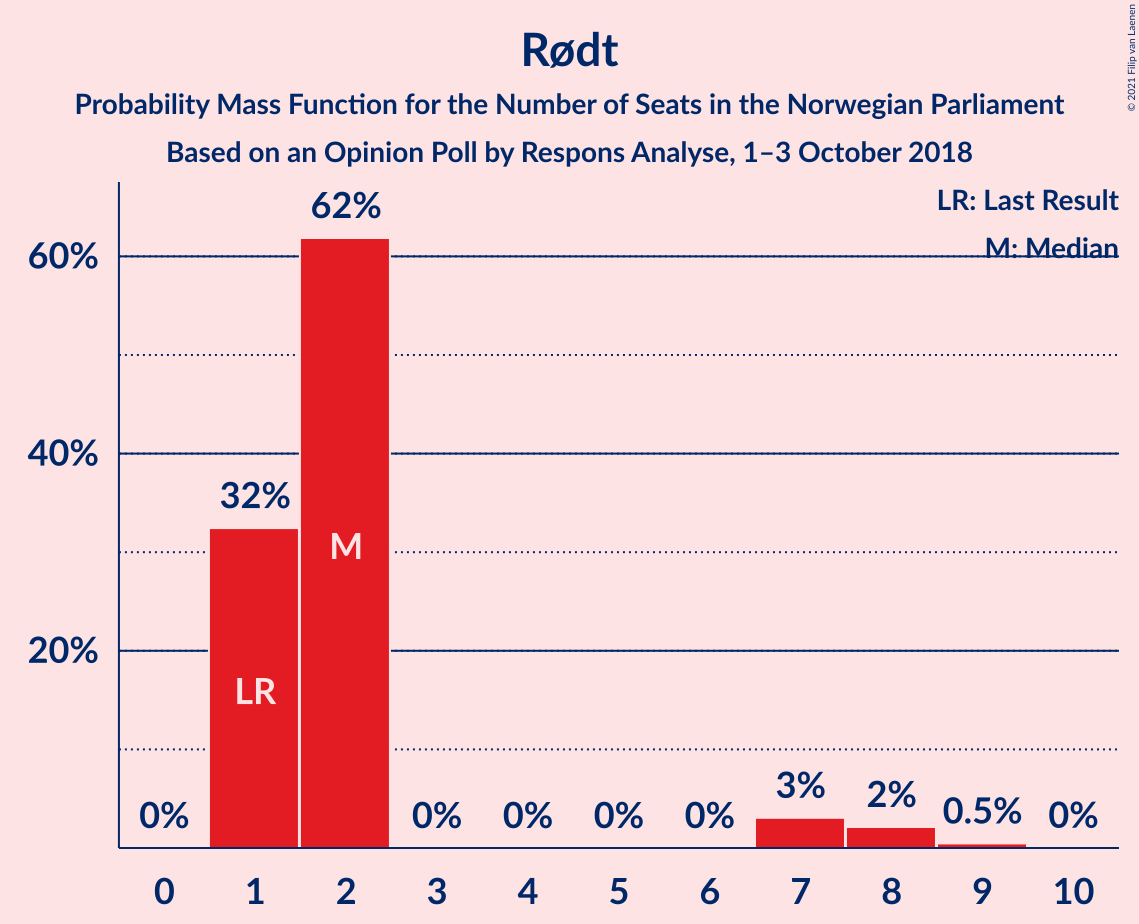 Rødt
Probability Mass Function for the Number of Seats in the Norwegian Parliament
Based on an Opinion Poll by Respons Analyse, 1–3 October 2018
© 2021 Filip van Laenen
LR: Last Result
M: Median
60%
40%
20%
0%
32%
62%
0%
0%
0%
0%
3%
2%
0.5%
0%
LR
M
0 1 2 3 4 5 6 7 8 9 10